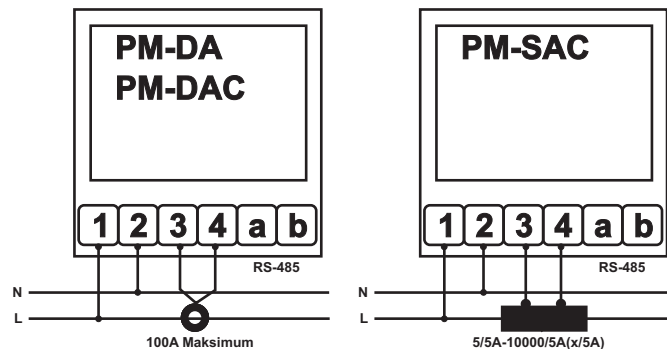 PM-DA
PM-DAC
1 2 3 4 a b
RS-485
N
L
100A Maksimum
PM-SAC
1 2 3 4 a b
RS-485
N
L
5/5A-10000/5A(x/5A)